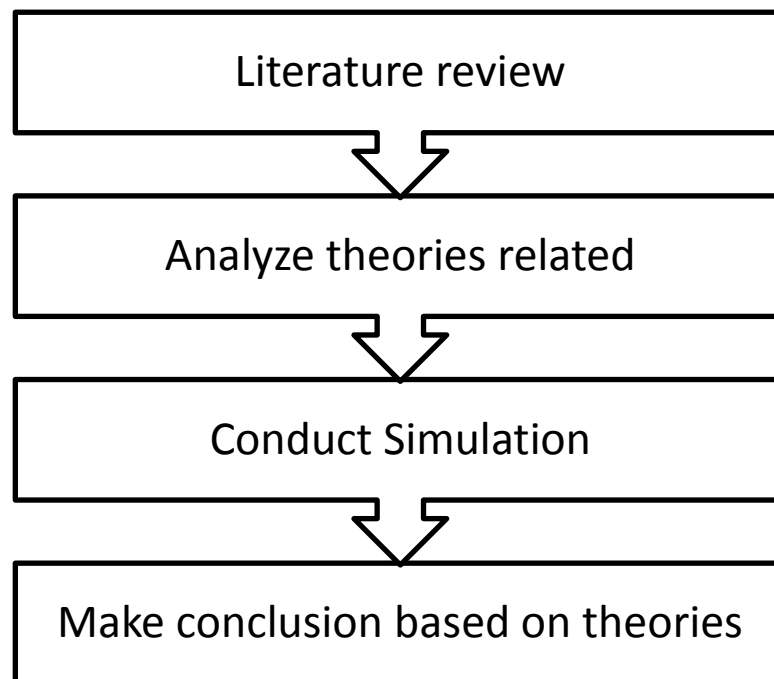 Literature review
Analyze theories related
Conduct Simulation
Make conclusion based on theories